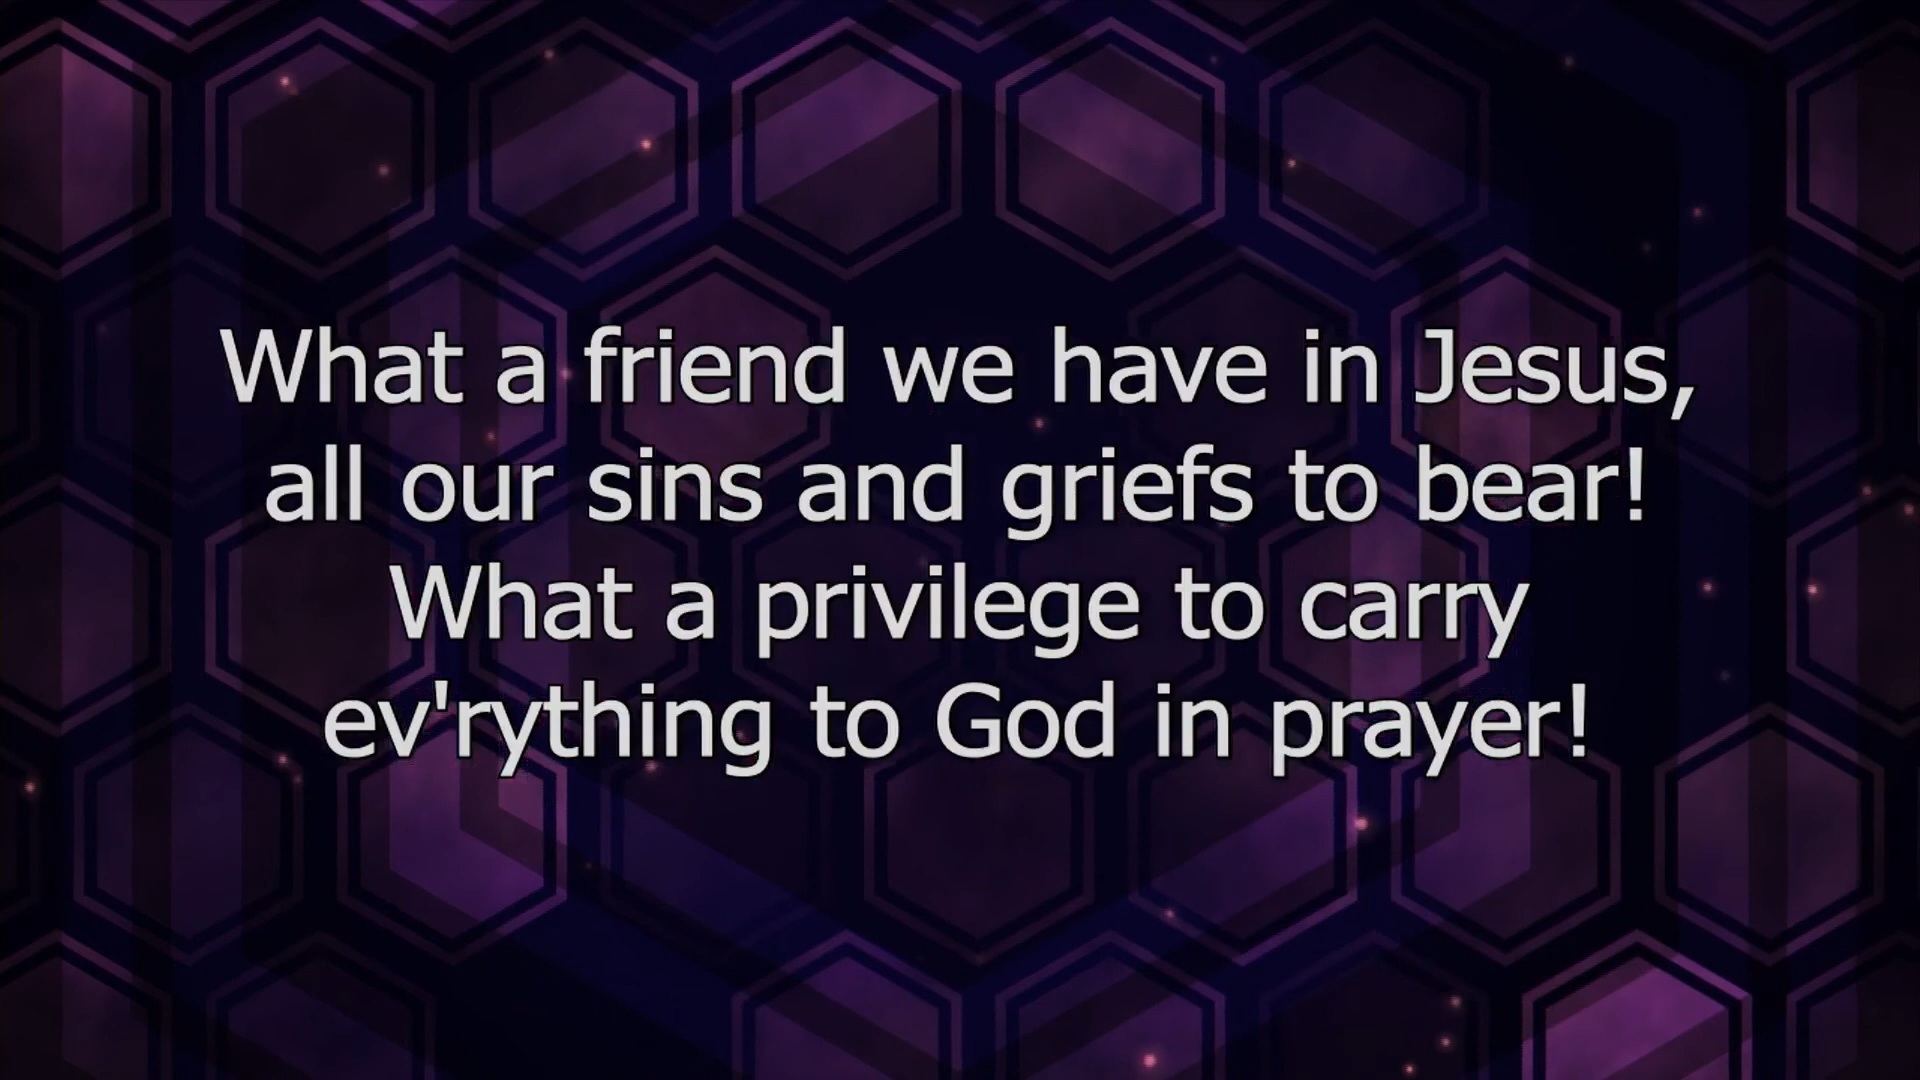 What a friend we have in Jesus,
all our sins and griefs to bear!
What a privilege to carry
ev'rything to God in prayer!